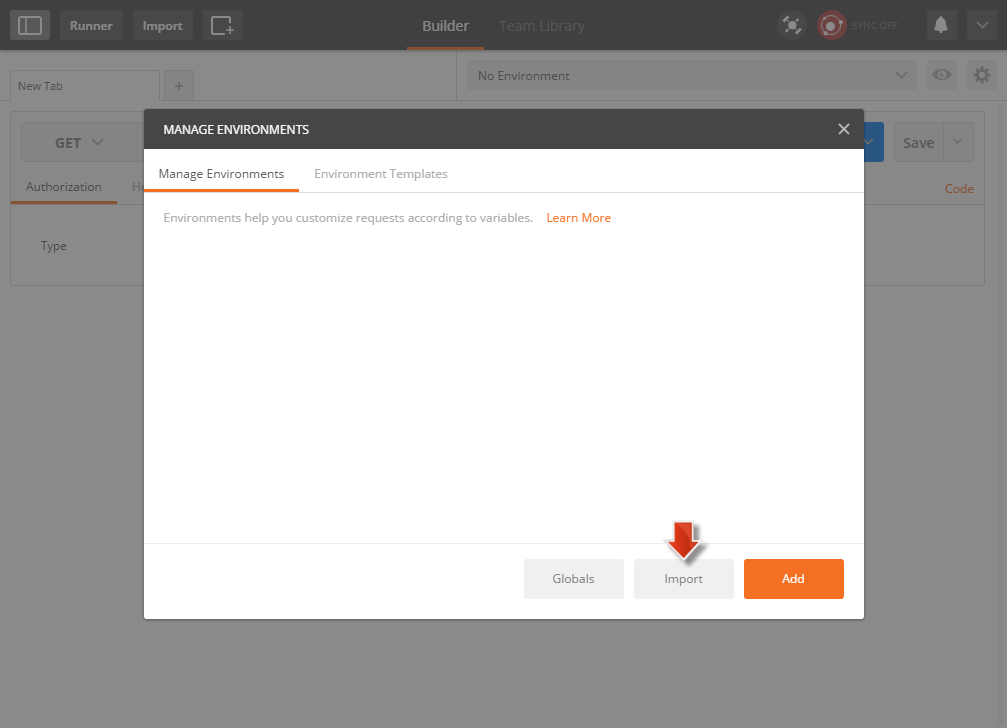 Runner
Import
Builder
Team Library
SYNC OFF
New Tab
+
No Environment
MANAGE ENVIRONMENTS
GET
Save
Manage Environments
Environment Templates
Authorization
He
Code
Environments help you customize requests according to variables. Learn More
Type
Globals
Import
Add